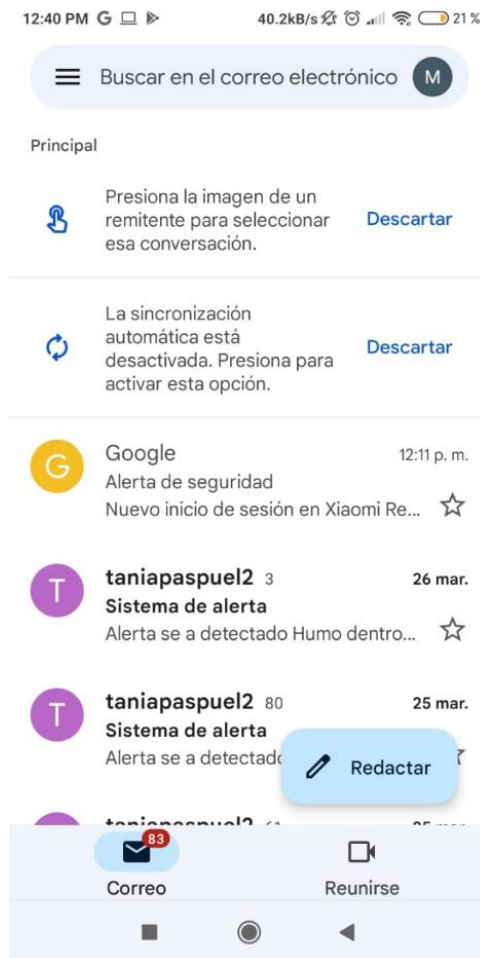 12:40 PM G 40.2kB/s 21 %
Buscar en el correo electrónico M
Principal
Presiona la imagen de un
remitente para seleccionar
esa conversación.
Descartar
La sincronización
automática está
desactivada. Presiona para
activar esta opción.
Descartar
G Google 12:11 p. m.
Alerta de seguridad
Nuevo inicio de sesión en Xiaomi Re...
T taniapaspuel2 3 26 mar.
Sistema de alerta
Alerta se a detectado Humo dentro...
T taniapaspuel2 80 25 mar.
Sistema de alerta
Alerta se a detectado
Redactar
taniapaspuel2
83
Correo Reunirse